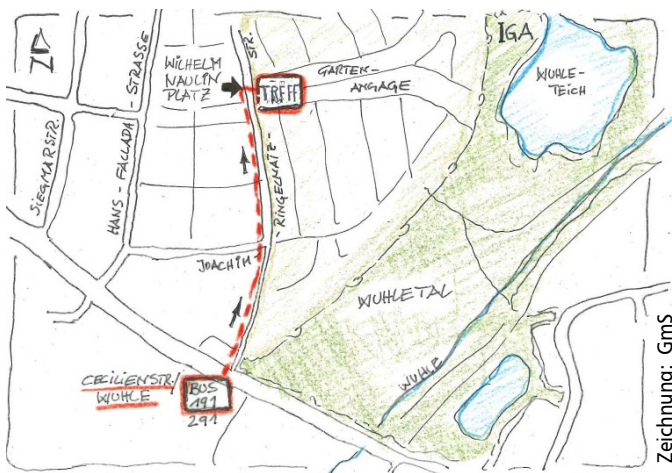 N
IGA
WUHLE-
TEICH
WILHELM
NAULIN
PLATZ
STR.
TREFF
GARTEN-
ANGAGE
SIEGMARSTR.
HANS-FALLADA-STRASSE
RINGELNATZ-
JOACHIM
WUHLETAL
WUHLE
CECILIENSTR./
WUHLE
BUS
191
291
Zeichnung: GmS